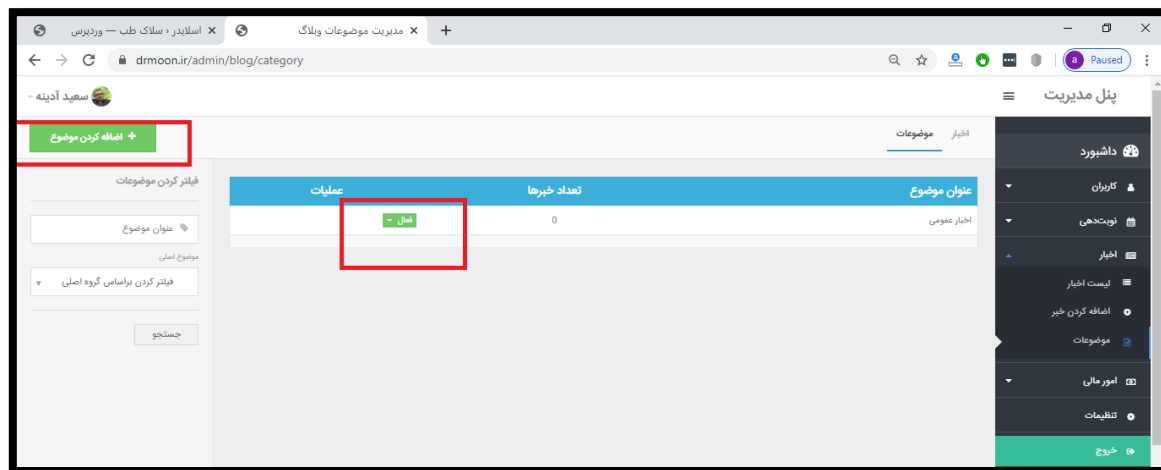 اسلایدر ‹ سلاک طب — وردپرس
مدیریت موضوعات وبلاگ
drmoon.ir/admin/blog/category
a
Paused
پنل مدیریت
سعید آدینه
اخبار
موضوعات
+ اضافه کردن موضوع
داشبورد
کاربران
نوبت‌دهی
اخبار
لیست اخبار
اضافه کردن خبر
موضوعات
امور مالی
تنظیمات
خروج
عنوان موضوع
تعداد خبرها
عملیات
اخبار عمومی
0
فعال
فیلتر کردن موضوعات
عنوان موضوع
موضوع اصلی
فیلتر کردن براساس گروه اصلی
جستجو